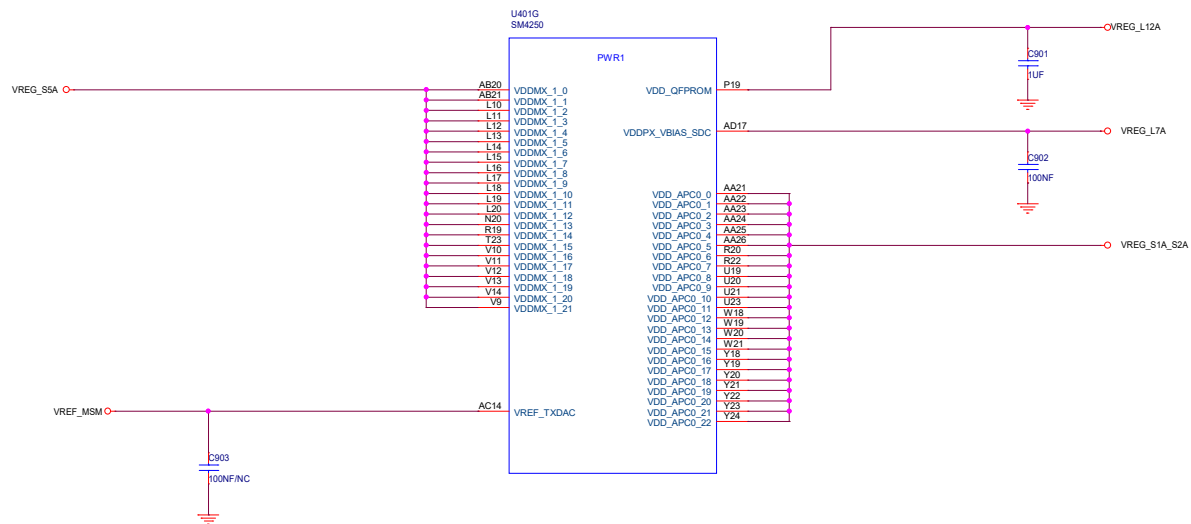 U401G
SM4250
PWR1
VREG_S5A
AB20 VDDMX_1_0
AB21 VDDMX_1_1
L10 VDDMX_1_2
L11 VDDMX_1_3
L12 VDDMX_1_4
L13 VDDMX_1_5
L14 VDDMX_1_6
L15 VDDMX_1_7
L16 VDDMX_1_8
L17 VDDMX_1_9
L18 VDDMX_1_10
L19 VDDMX_1_11
L20 VDDMX_1_12
N20 VDDMX_1_13
R19 VDDMX_1_14
T23 VDDMX_1_15
V10 VDDMX_1_16
V11 VDDMX_1_17
V12 VDDMX_1_18
V13 VDDMX_1_19
V14 VDDMX_1_20
V9 VDDMX_1_21
VREF_MSM
AC14 VREF_TXDAC
C903
100NF/NC
VDD_QFPROM P19
VREG_L12A
C901
1UF
VDDPX_VBIAS_SDC AD17
VREG_L7A
C902
100NF
VDD_APC0_0 AA21
VDD_APC0_1 AA22
VDD_APC0_2 AA23
VDD_APC0_3 AA24
VDD_APC0_4 AA25
VDD_APC0_5 AA26
VDD_APC0_6 R20
VDD_APC0_7 R22
VDD_APC0_8 U19
VDD_APC0_9 U20
VDD_APC0_10 U21
VDD_APC0_11 U23
VDD_APC0_12 W18
VDD_APC0_13 W19
VDD_APC0_14 W20
VDD_APC0_15 W21
VDD_APC0_16 Y18
VDD_APC0_17 Y19
VDD_APC0_18 Y20
VDD_APC0_19 Y21
VDD_APC0_20 Y22
VDD_APC0_21 Y23
VDD_APC0_22 Y24
VREG_S1A_S2A